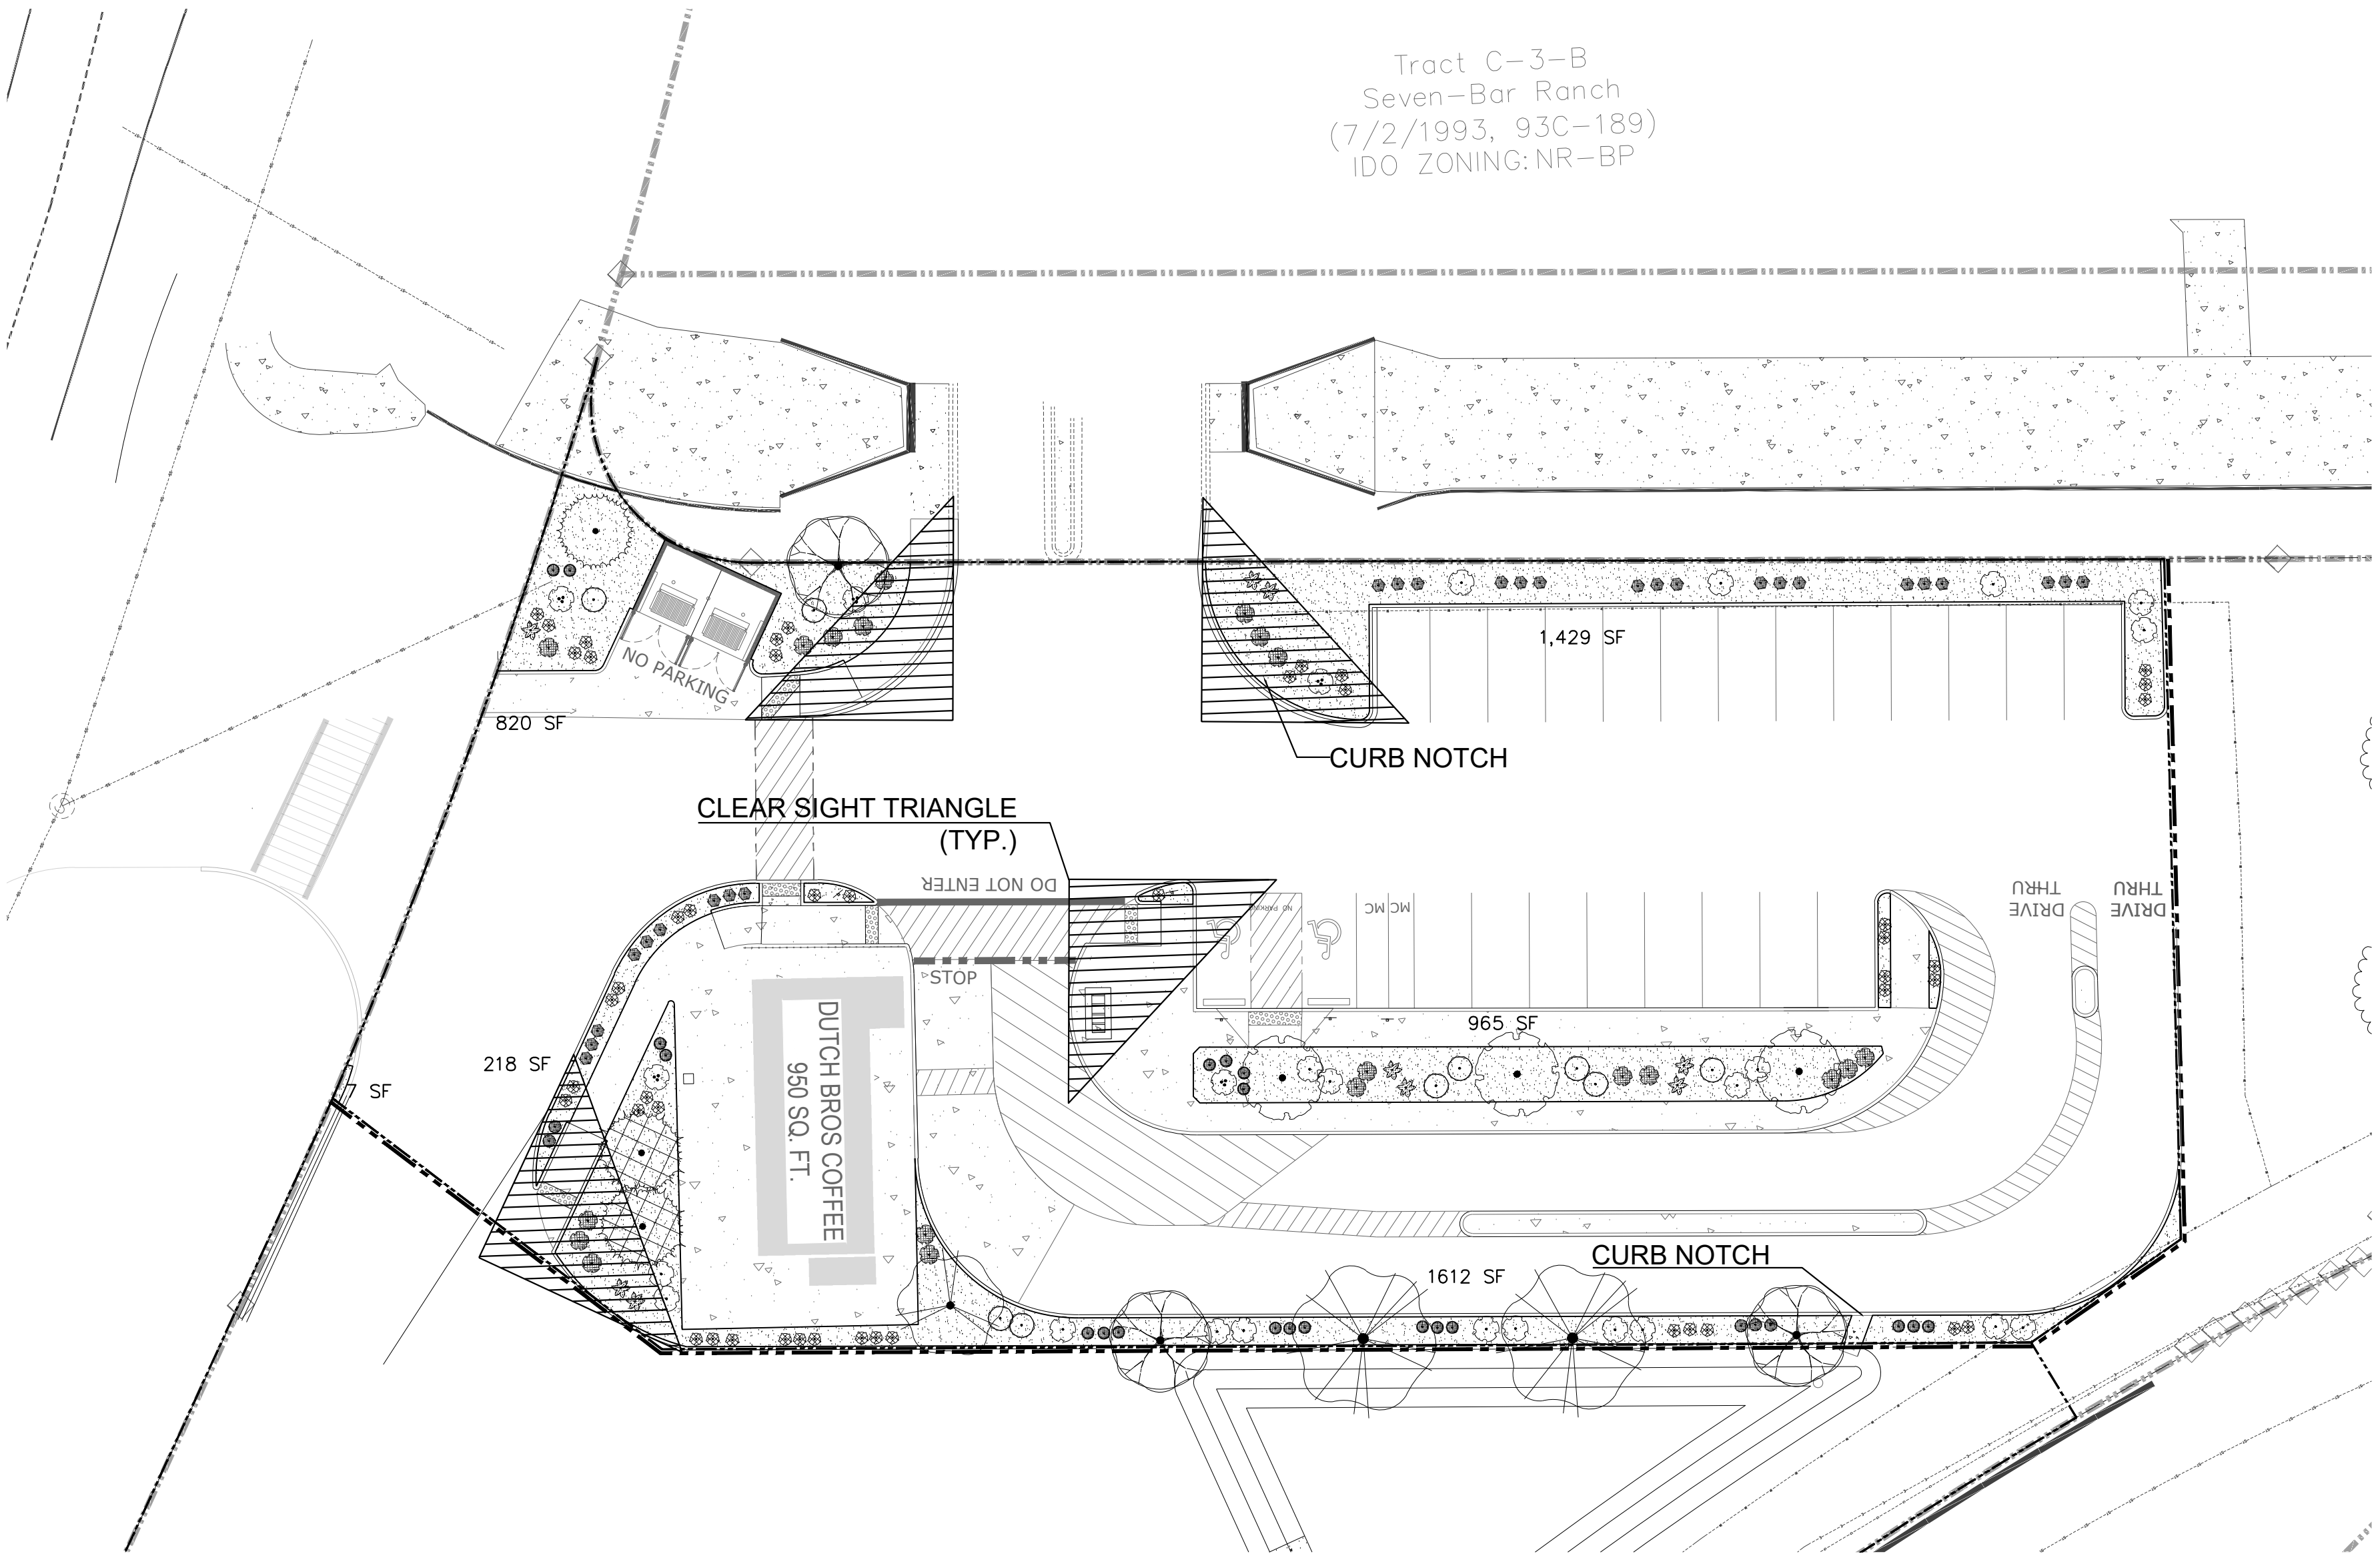 Tract C-3-B
Seven-Bar Ranch
(7/2/1993, 93C-189)
IDO ZONING: NR-BP
1,429 SF
NO PARKING
820 SF
CURB NOTCH
CLEAR SIGHT TRIANGLE
(TYP.)
DO NOT ENTER
DRIVE
THRU
DRIVE
THRU
NO PARKING
MC
MC
STOP
965 SF
DUTCH BROS COFFEE
950 SQ. FT.
218 SF
SF
CURB NOTCH
1612 SF